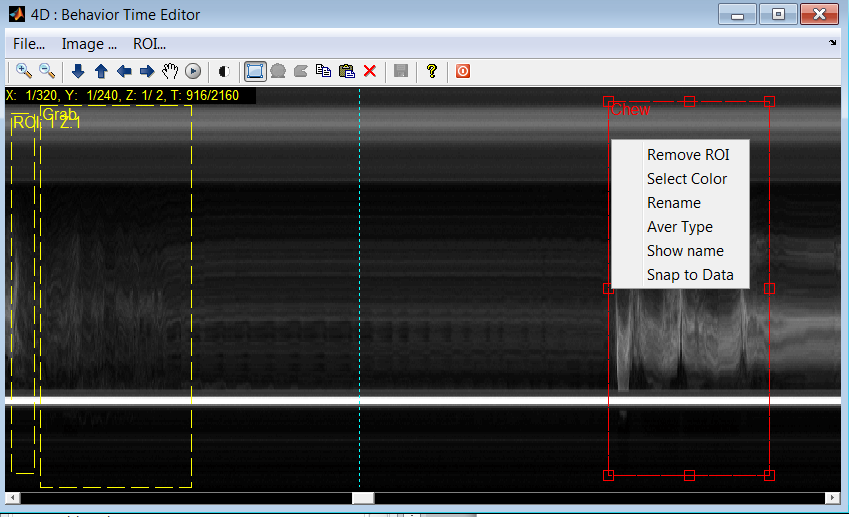 4D : Behavior Time Editor
File... Image ... ROI...
X: 1/320, Y: 1/240, Z: 1/ 2, T: 916/2160
ROI: 1 Z:1
Grab
Chew
Remove ROI
Select Color
Rename
Aver Type
Show name
Snap to Data